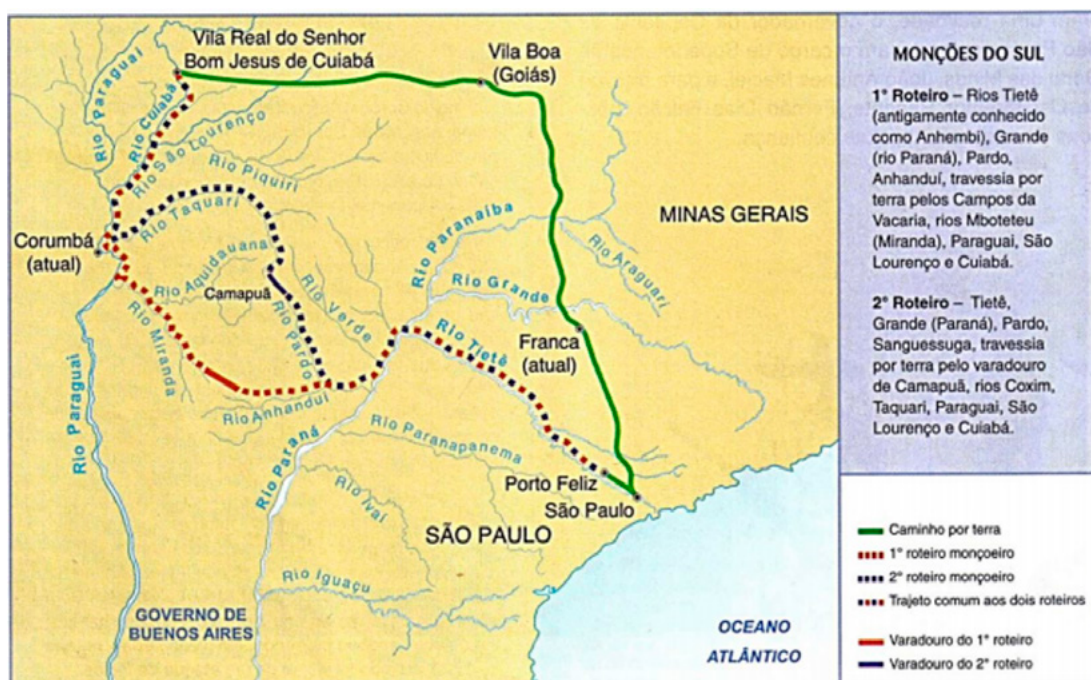 Vila Real do Senhor
Bom Jesus de Cuiabá
Vila Boa
(Goiás)
Rio Paraguai
Rio Cuiabá
Rio São Lourenço
Rio Piquiri
Rio Taquari
Corumbá
(atual)
Rio Aquidauana
Camapuã
Rio Verde
Rio Pardo
Rio Miranda
Rio Anhanduí
Rio Paraguai
Rio Paranaíba
Rio Araguari
Rio Grande
MINAS GERAIS
Rio Tietê
Franca
(atual)
Rio Paraná
Rio Paranapanema
Porto Feliz
São Paulo
Rio Ivaí
SÃO PAULO
Rio Iguaçu
GOVERNO DE
BUENOS AIRES
OCEANO
ATLÂNTICO
MONÇÕES DO SUL
1° Roteiro – Rios Tietê
(antigamente conhecido
como Anhembi), Grande
(rio Paraná), Pardo,
Anhanduí, travessia por
terra pelos Campos da
Vacaria, rios Mboteteu
(Miranda), Paraguai, São
Lourenço e Cuiabá.
2° Roteiro – Tietê,
Grande (Paraná), Pardo,
Sanguessuga, travessia
por terra pelo varadouro
de Camapuã, rios Coxim,
Taquari, Paraguai, São
Lourenço e Cuiabá.
Caminho por terra
1° roteiro monçoeiro
2° roteiro monçoeiro
Trajeto comum aos dois roteiros
Varadouro do 1° roteiro
Varadouro do 2° roteiro